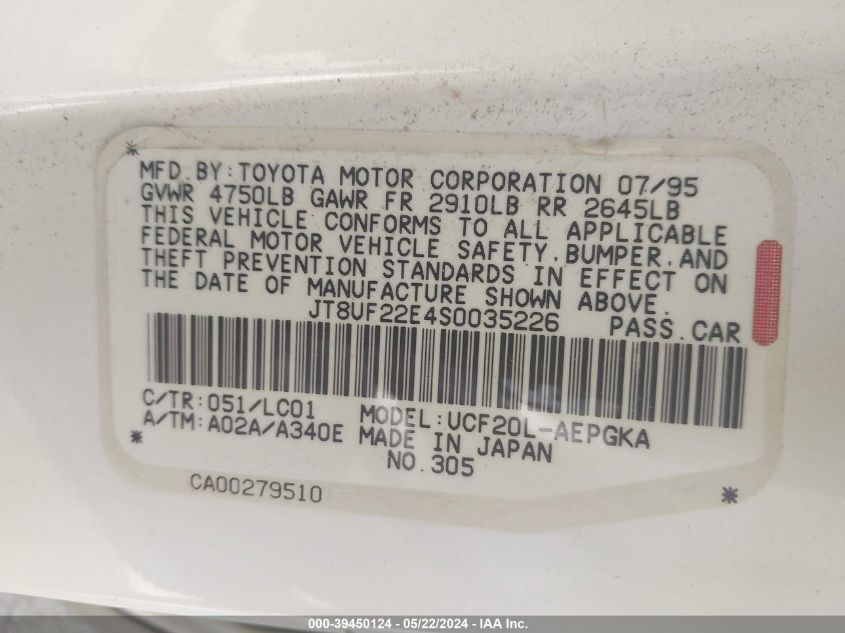 MFD.BY:TOYOTA MOTOR CORPORATION 07/95
GVWR 4750LB GAWR FR 2910LB RR 2645LB
THIS VEHICLE CONFORMS TO ALL APPLICABLE
FEDERAL MOTOR VEHICLE SAFETY,BUMPER,AND
THEFT PREVENTION STANDARDS IN EFFECT ON
THE DATE OF MANUFACTURE SHOWN ABOVE.
JT8UF22E4S0035226 PASS.CAR
C/TR:051/LC01 MODEL:UCF20L-AEPGKA
A/TM:A02A/A340E MADE IN JAPAN
NO.305
CA00279510
000-39450124 - 05/22/2024 - IAA Inc.